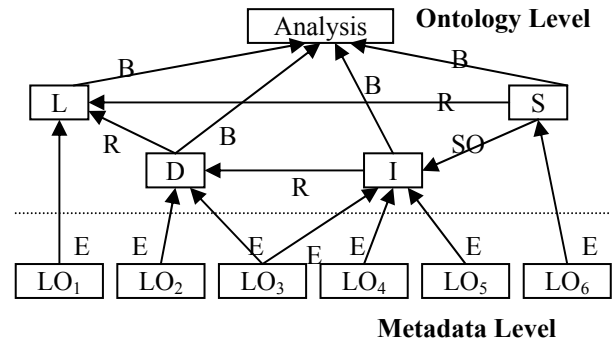 Analysis
Ontology Level
B
B
B
B
L
R
S
R
SO
D
R
I
E
E
E
E
E
E
E
LO₁
LO₂
LO₃
LO₄
LO₅
LO₆
Metadata Level